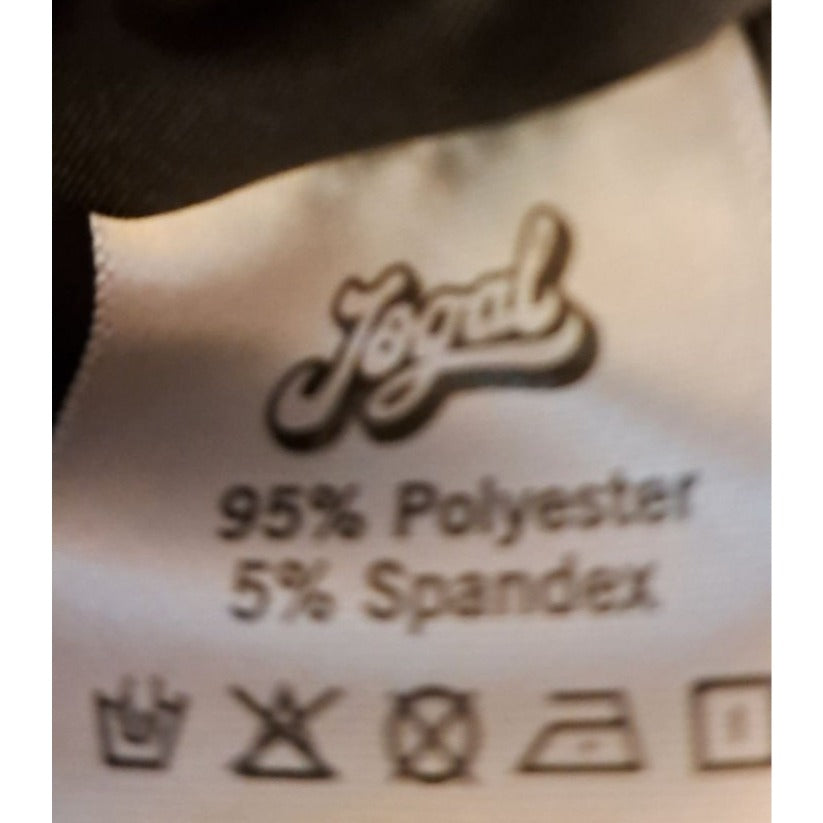 Jogal
95% Polyester
5% Spandex